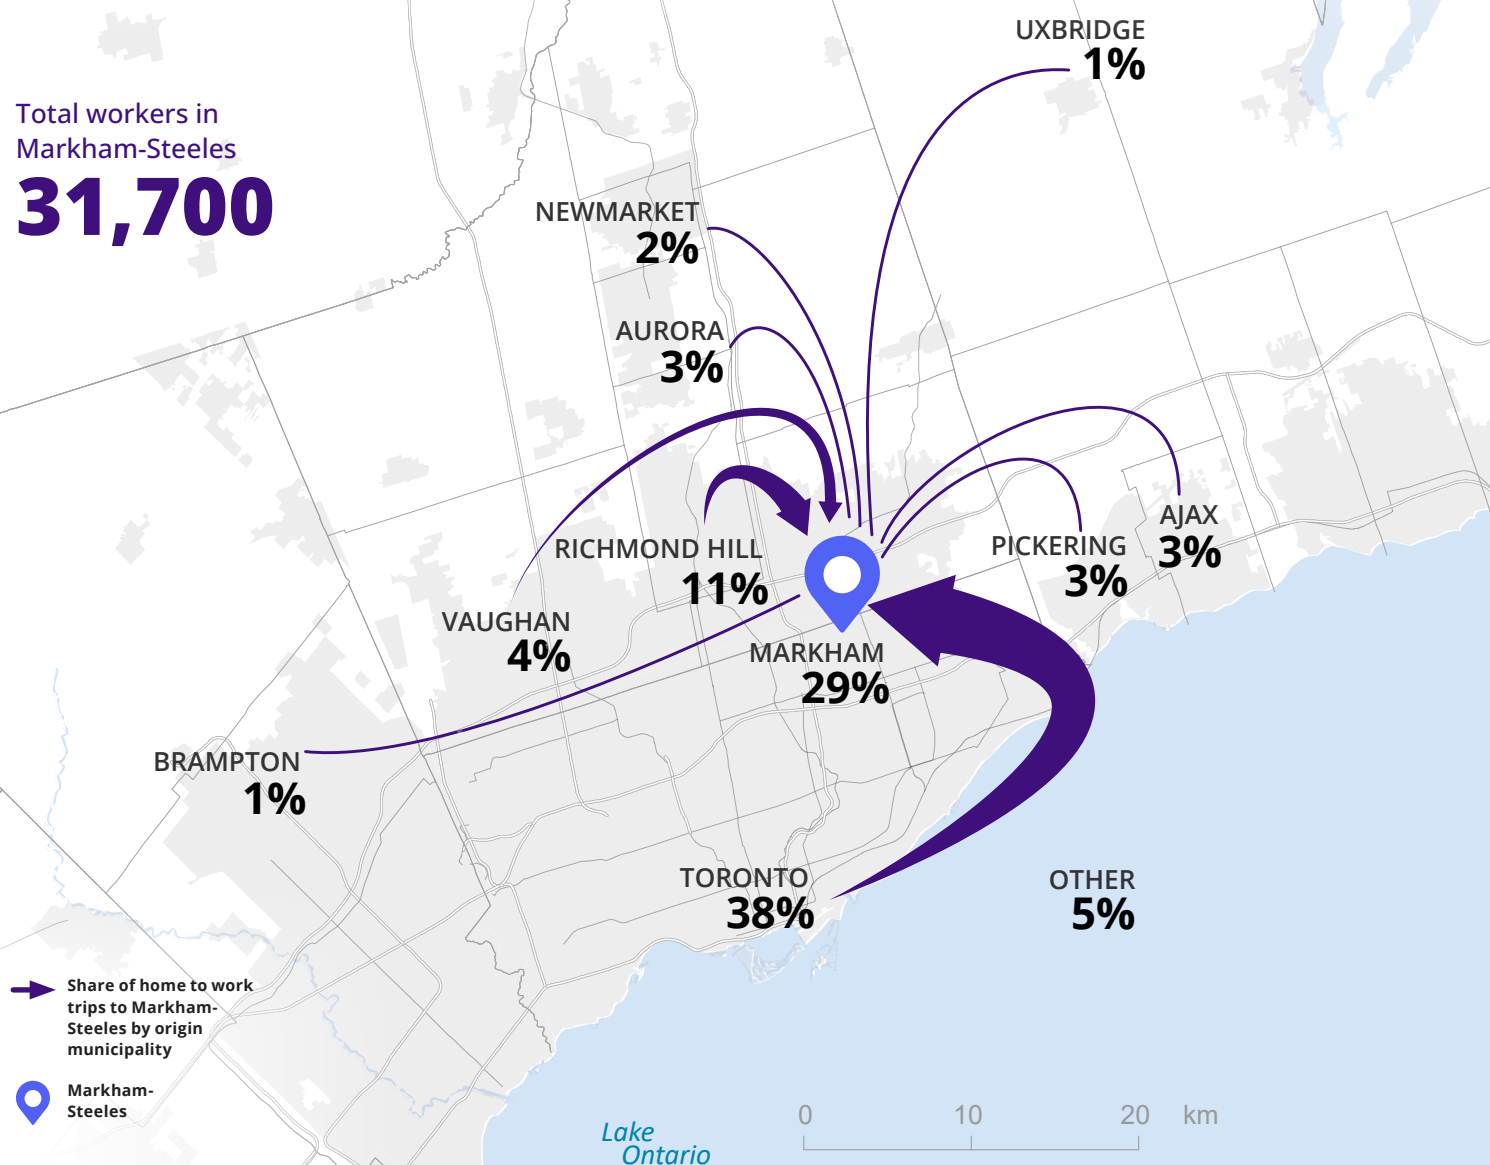 UXBRIDGE
1%
Total workers in
Markham-Steeles
31,700
NEWMARKET
2%
AURORA
3%
AJAX
3%
PICKERING
3%
RICHMOND HILL
11%
VAUGHAN
4%
MARKHAM
29%
BRAMPTON
1%
TORONTO
38%
OTHER
5%
Share of home to work
trips to Markham-
Steeles by origin
municipality
Markham-
Steeles
Lake
Ontario
0 10 20 km